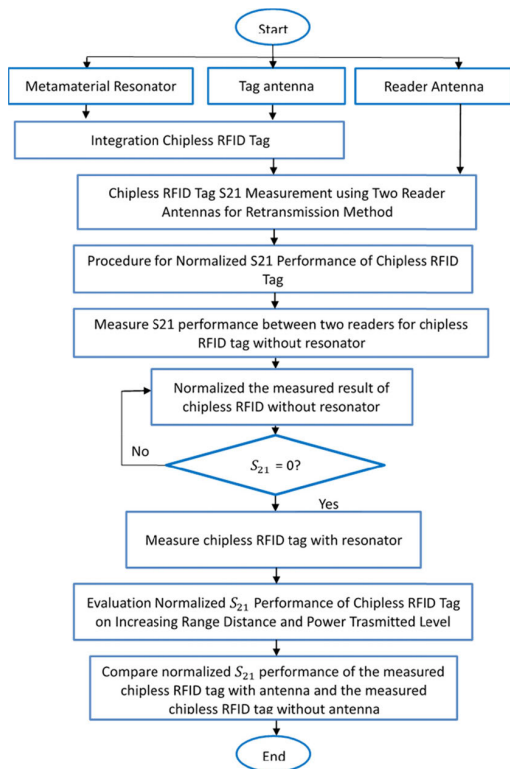 Start
Metamaterial Resonator
Tag antenna
Reader Antenna
Integration Chipless RFID Tag
Chipless RFID Tag S21 Measurement using Two Reader
Antennas for Retransmission Method
Procedure for Normalized S21 Performance of Chipless RFID
Tag
Measure S21 performance between two readers for chipless
RFID tag without resonator
Normalized the measured result of
chipless RFID without resonator
No
S₂₁ = 0?
Yes
Measure chipless RFID tag with resonator
Evaluation Normalized S₂₁ Performance of Chipless RFID Tag
on Increasing Range Distance and Power Trasmitted Level
Compare normalized S₂₁ performance of the measured
chipless RFID tag with antenna and the measured
chipless RFID tag without antenna
End